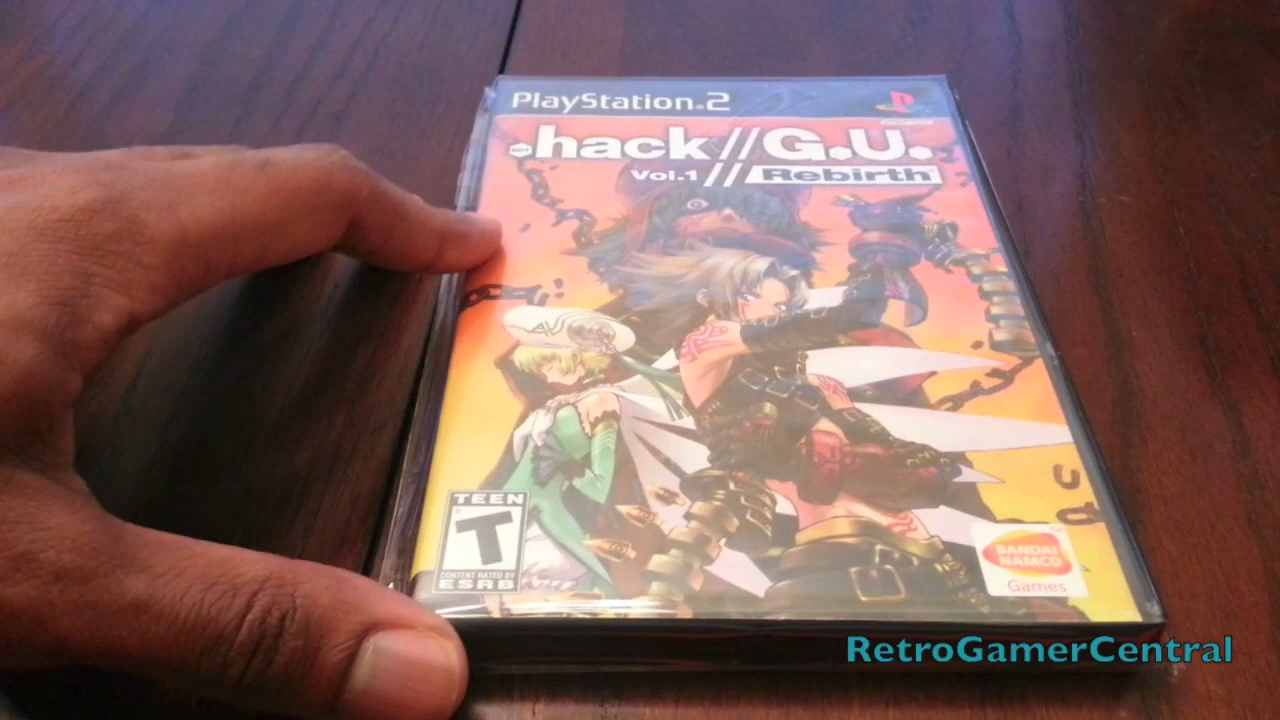 PlayStation.2
.hack//G.U.
Vol.1 // Rebirth
TEEN
T
CONTENT RATED BY
ESRB
BANDAI
NAMCO
Games
RetroGamerCentral